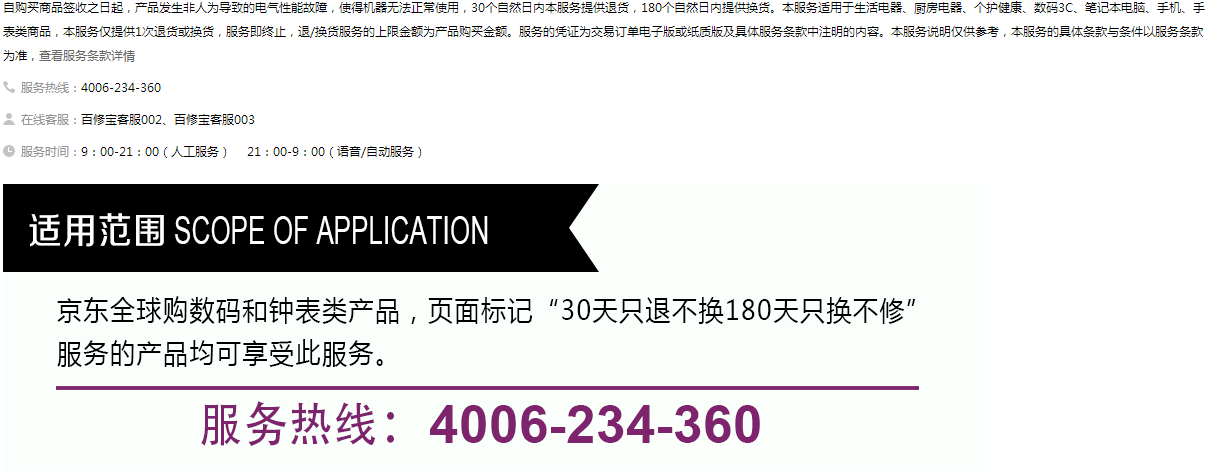 自购买商品签收之日起，产品发生非人为导致的电气性能故障，使得机器无法正常使用，30个自然日内本服务提供退货，180个自然日内提供换货。本服务适用于生活电器、厨房电器、个护健康、数码3C、笔记本电脑、手机、手
表类商品，本服务仅提供1次退货或换货，服务即终止，退/换货服务的上限金额为产品购买金额。服务的凭证为交易订单电子版或纸质版及具体服务条款中注明的内容。本服务说明仅供参考，本服务的具体条款与条件以服务条款
为准，查看服务条款详情
服务热线：4006-234-360
在线客服：百修宝客服002、百修宝客服003
服务时间：9：00-21：00（人工服务） 21：00-9：00（语音/自动服务）
适用范围 SCOPE OF APPLICATION
京东全球购数码和钟表类产品，页面标记“30天只退不换180天只换不修”
服务的产品均可享受此服务。
服务热线：4006-234-360